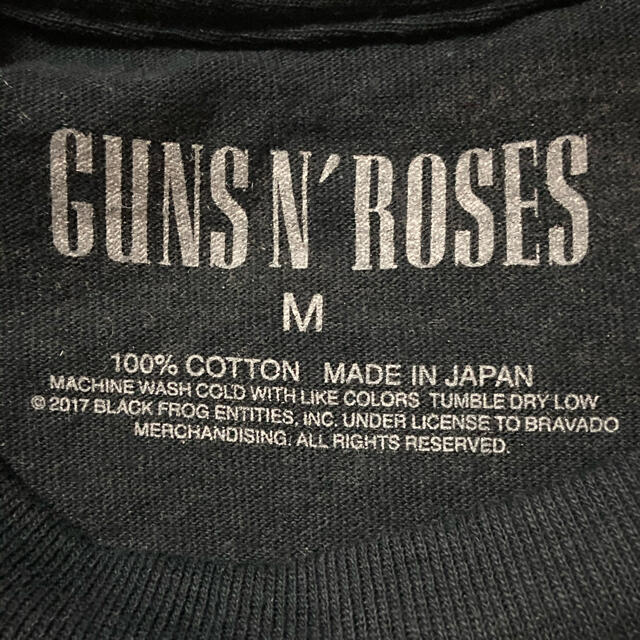 GUNS N' ROSES
M
100% COTTON MADE IN JAPAN
MACHINE WASH COLD WITH LIKE COLORS TUMBLE DRY LOW
© 2017 BLACK FROG ENTITIES, INC. UNDER LICENSE TO BRAVADO
MERCHANDISING. ALL RIGHTS RESERVED.